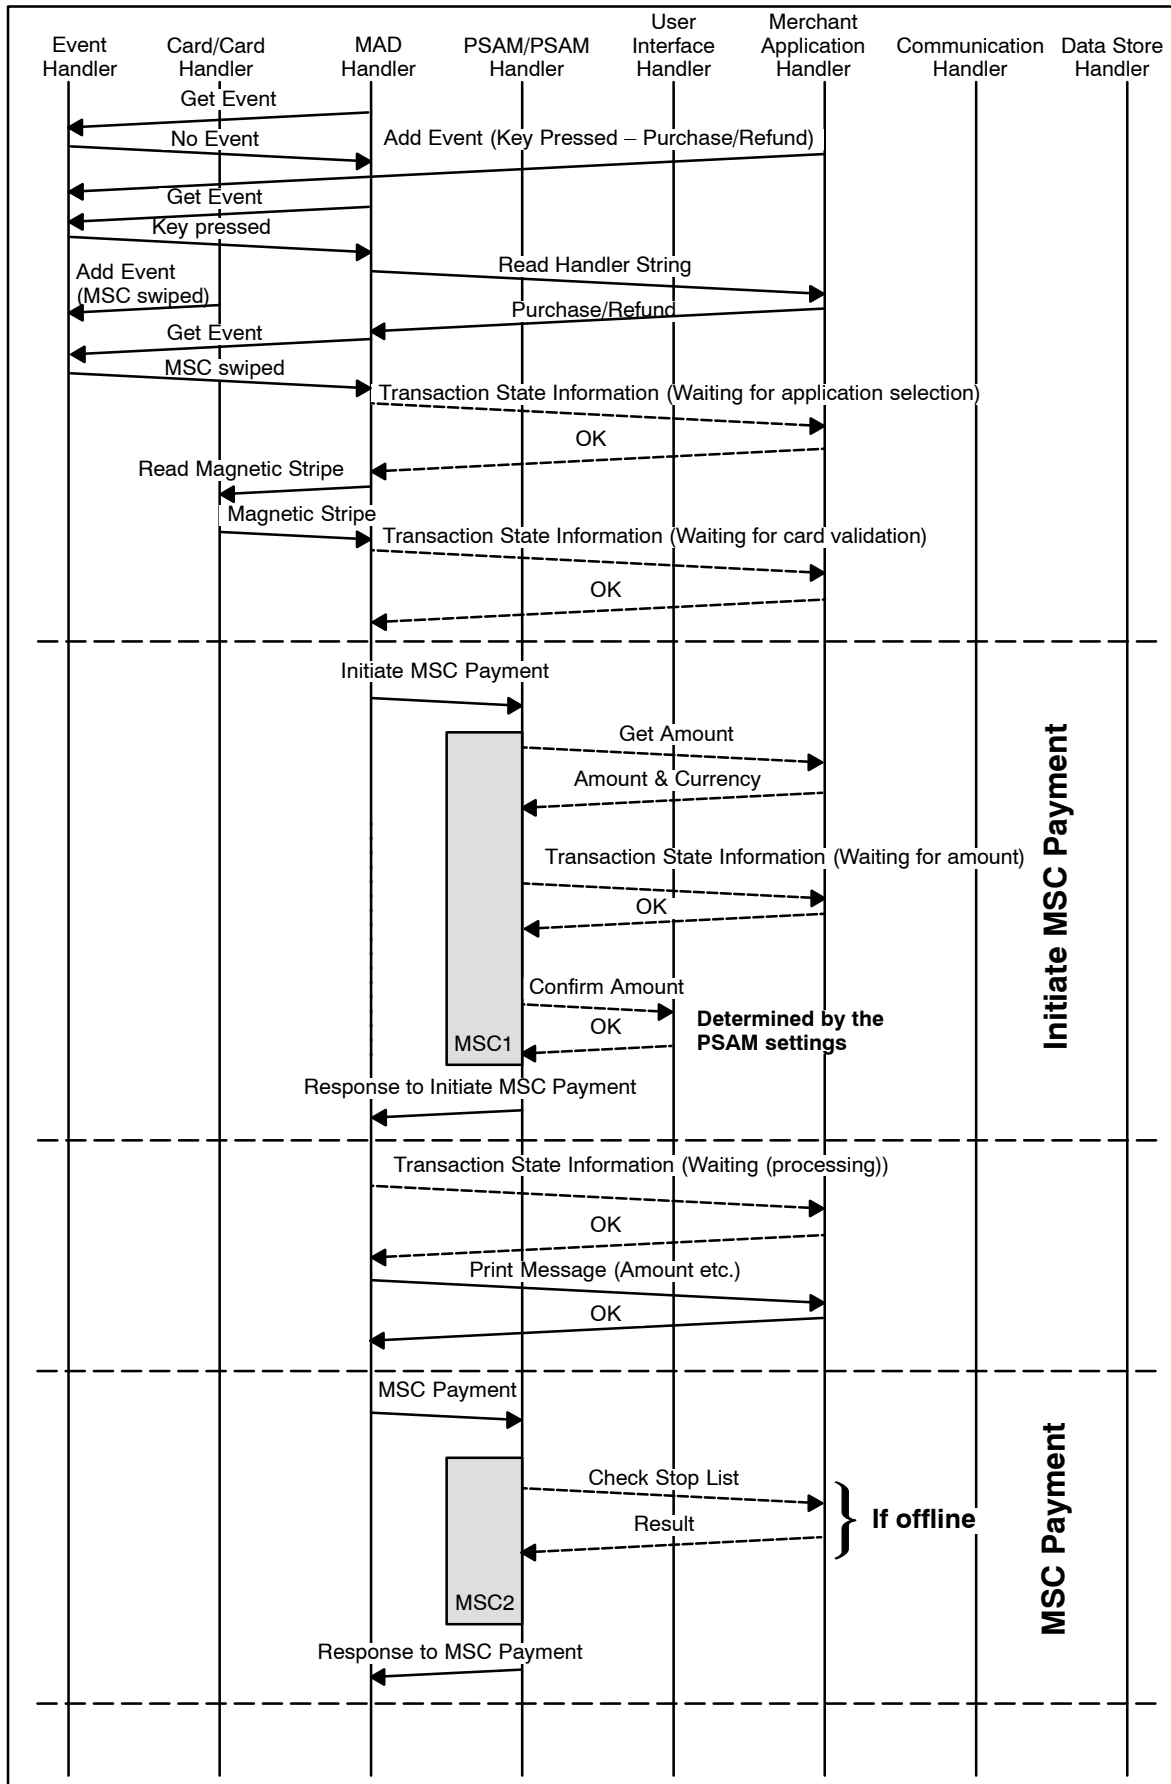 Event
Handler
Card/Card
Handler
MAD
Handler
PSAM/PSAM
Handler
User
Interface
Handler
Merchant
Application
Handler
Communication
Handler
Data Store
Handler
Get Event
No Event
Add Event (Key Pressed – Purchase/Refund)
Get Event
Key pressed
Read Handler String
Add Event
(MSC swiped)
Purchase/Refund
Get Event
MSC swiped
Transaction State Information (Waiting for application selection)
OK
Read Magnetic Stripe
Magnetic Stripe
Transaction State Information (Waiting for card validation)
OK
Initiate MSC Payment
Get Amount
Amount & Currency
Transaction State Information (Waiting for amount)
OK
Confirm Amount
OK
Determined by the
PSAM settings
MSC1
Initiate MSC Payment
Response to Initiate MSC Payment
Transaction State Information (Waiting (processing))
OK
Print Message (Amount etc.)
OK
MSC Payment
Check Stop List
Result
If offline
MSC2
MSC Payment
Response to MSC Payment